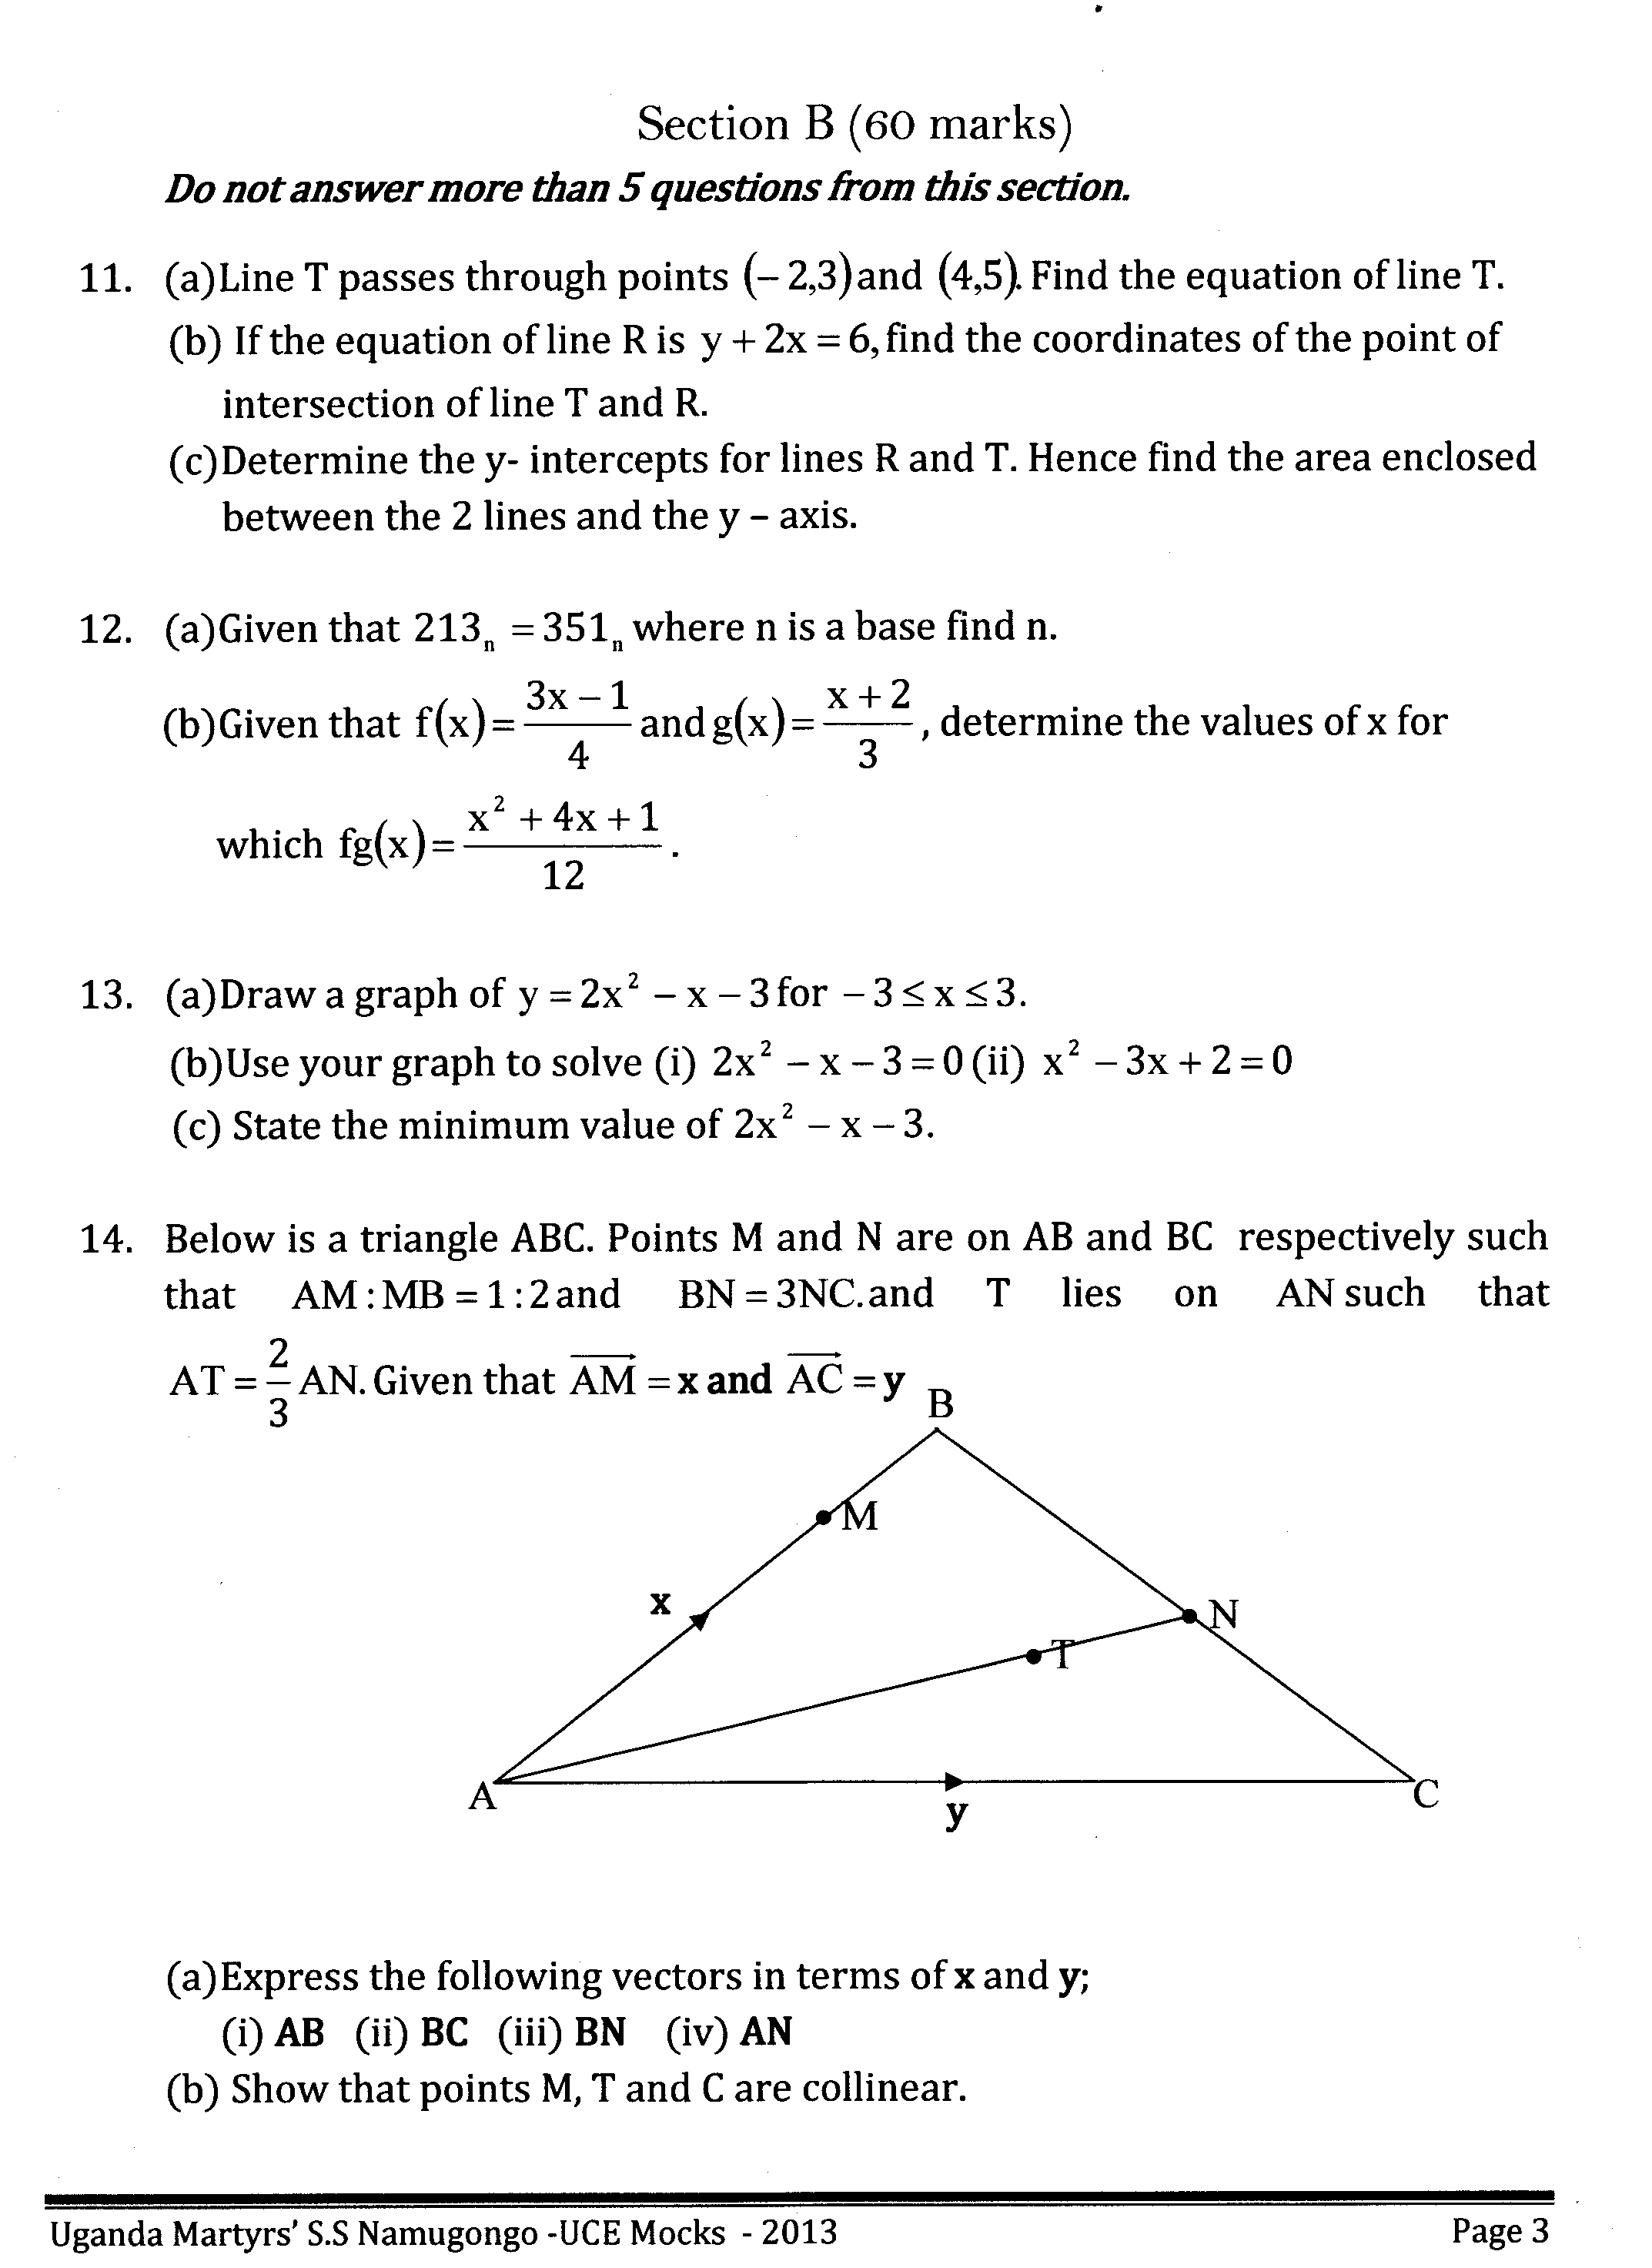 Section B (60 marks)
Do not answer more than 5 questions from this section.
11. (a)Line T passes through points (– 2,3)and (4,5). Find the equation of line T.
(b) If the equation of line R is y + 2x = 6, find the coordinates of the point of
intersection of line T and R.
(c)Determine the y- intercepts for lines R and T. Hence find the area enclosed
between the 2 lines and the y – axis.
12. (a)Given that 213ₙ = 351ₙ where n is a base find n.
(b)Given that f(x)= (3x – 1)/4 and g(x)= (x + 2)/3, determine the values of x for
which fg(x)= (x² + 4x + 1)/12.
13. (a)Draw a graph of y = 2x² – x – 3 for – 3 ≤ x ≤ 3.
(b)Use your graph to solve (i) 2x² – x – 3 = 0 (ii) x² – 3x + 2 = 0
(c) State the minimum value of 2x² – x – 3.
14. Below is a triangle ABC. Points M and N are on AB and BC respectively such
that AM : MB = 1 : 2 and BN = 3NC. and T lies on AN such that
AT = 2/3 AN. Given that AM = x and AC = y
B
M
x
N
T
A
C
y
(a)Express the following vectors in terms of x and y;
(i) AB (ii) BC (iii) BN (iv) AN
(b) Show that points M, T and C are collinear.
Uganda Martyrs' S.S Namugongo -UCE Mocks - 2013 Page 3